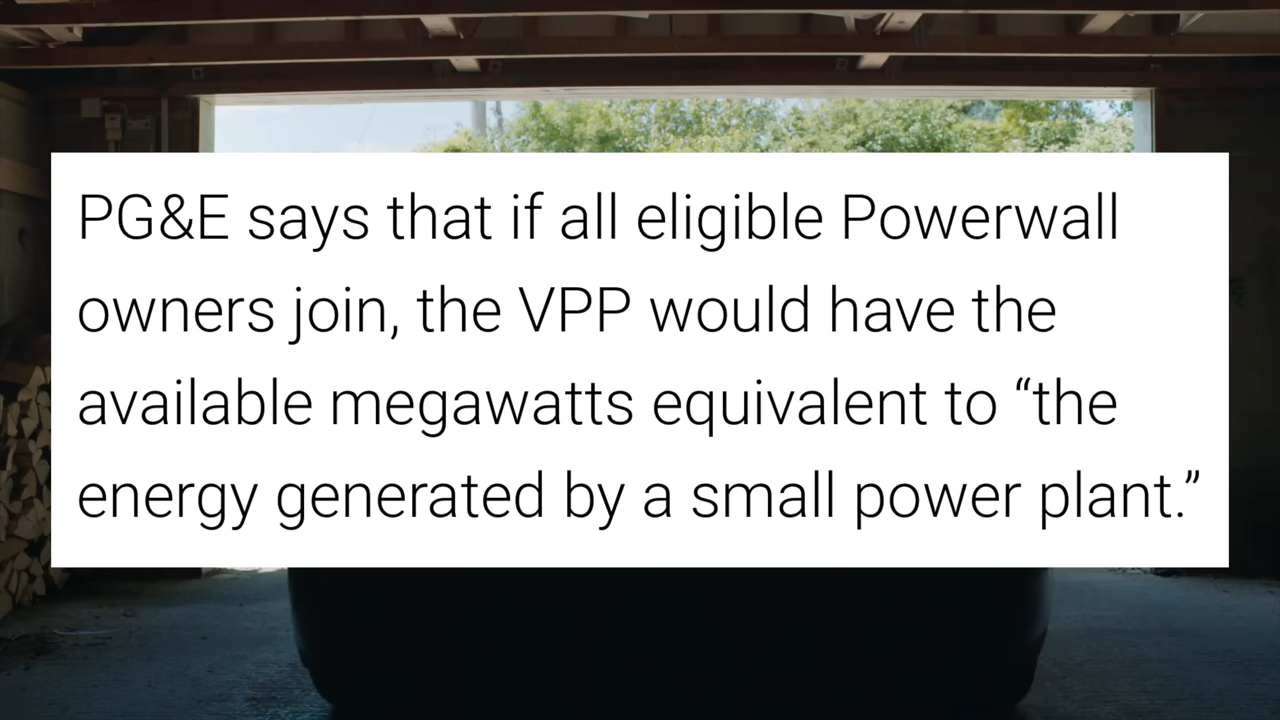 PG&E says that if all eligible Powerwall
owners join, the VPP would have the
available megawatts equivalent to “the
energy generated by a small power plant.”